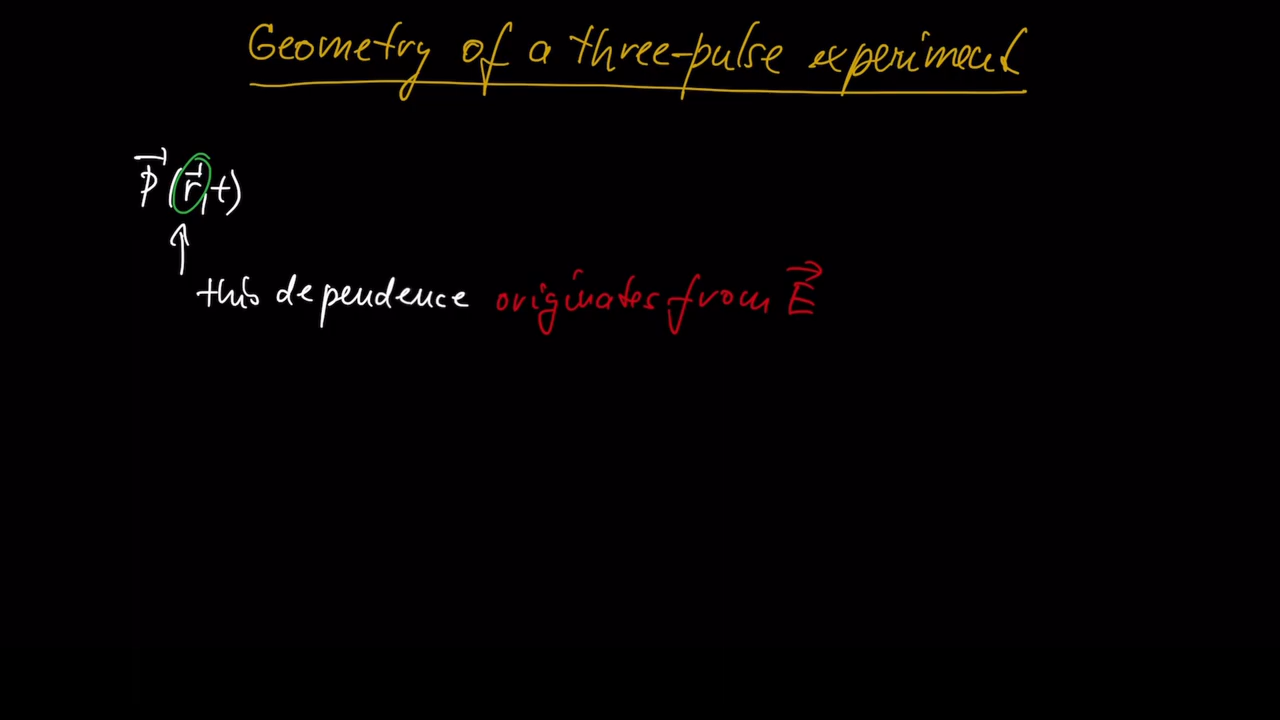 Geometry of a three-pulse experiment
P⃗(r⃗,t)
↑
this dependence originates from E⃗